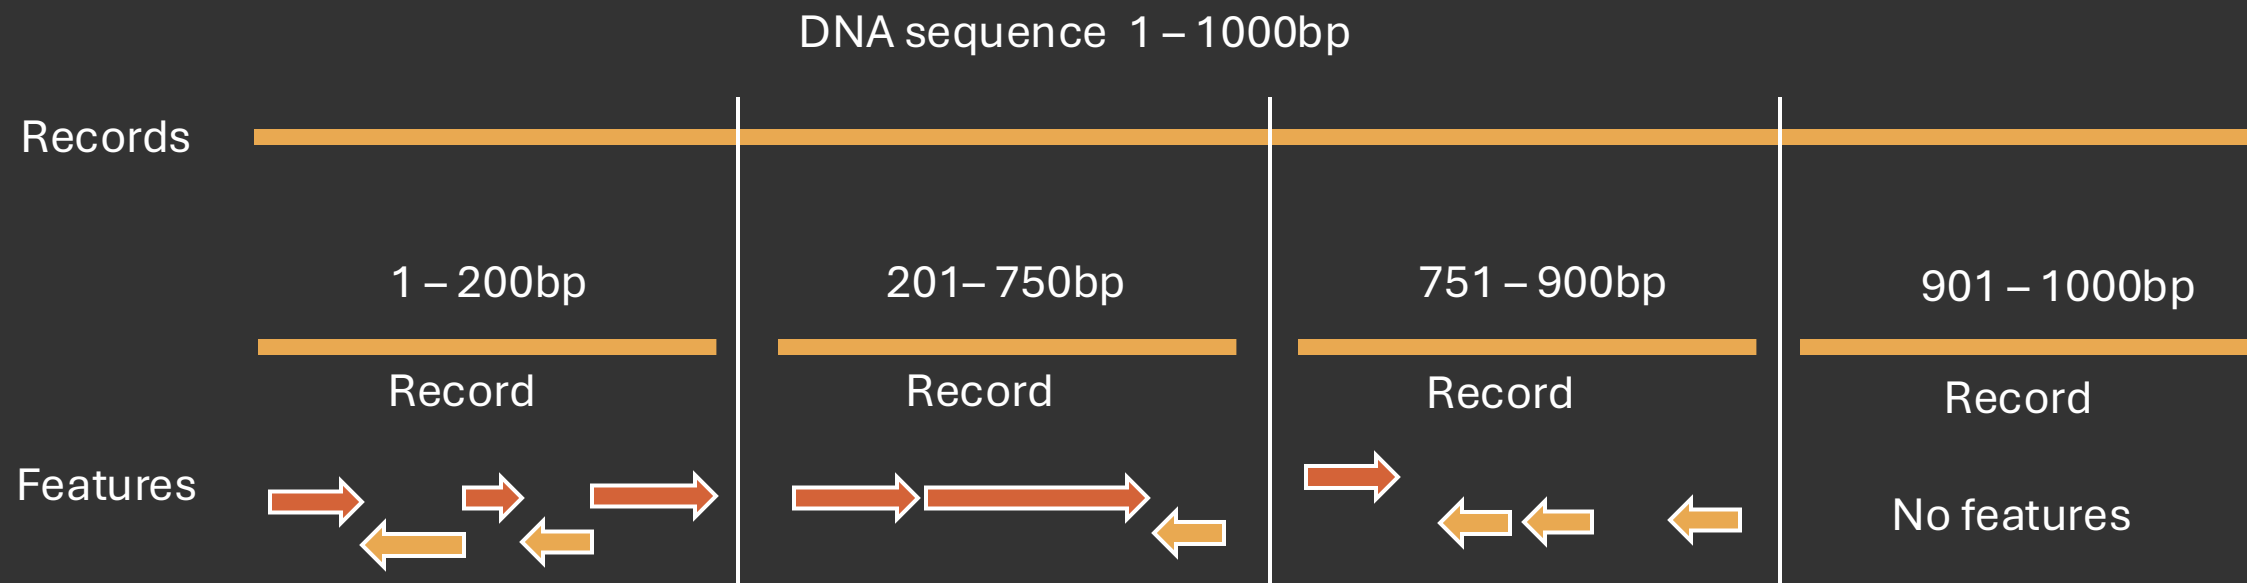 DNA sequence 1 – 1000bp
Records
1 – 200bp
201– 750bp
751 – 900bp
901 – 1000bp
Record
Record
Record
Record
Features
No features